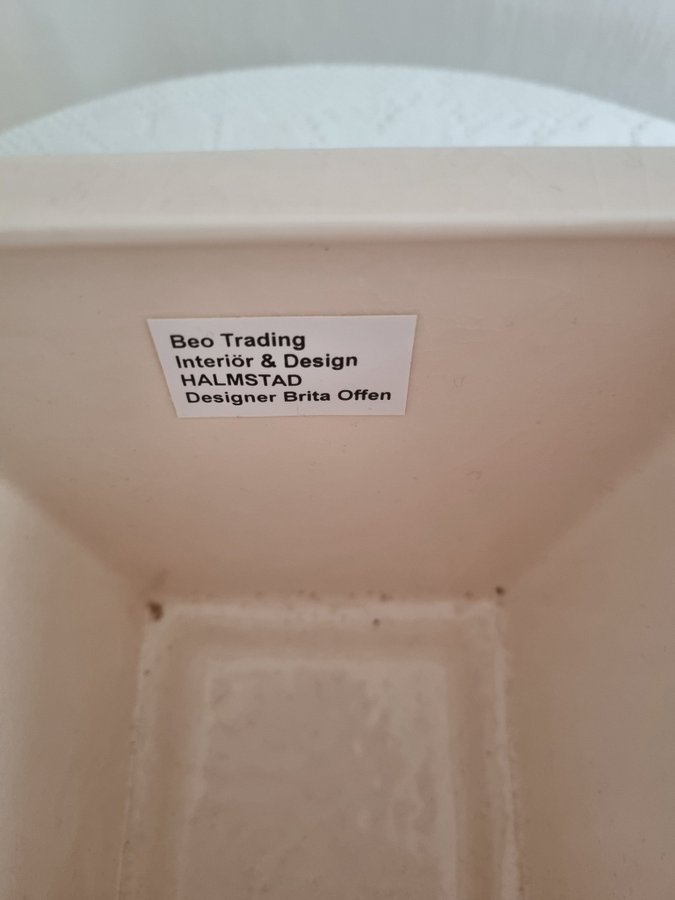 Beo Trading
Interiör & Design
HALMSTAD
Designer Brita Offen